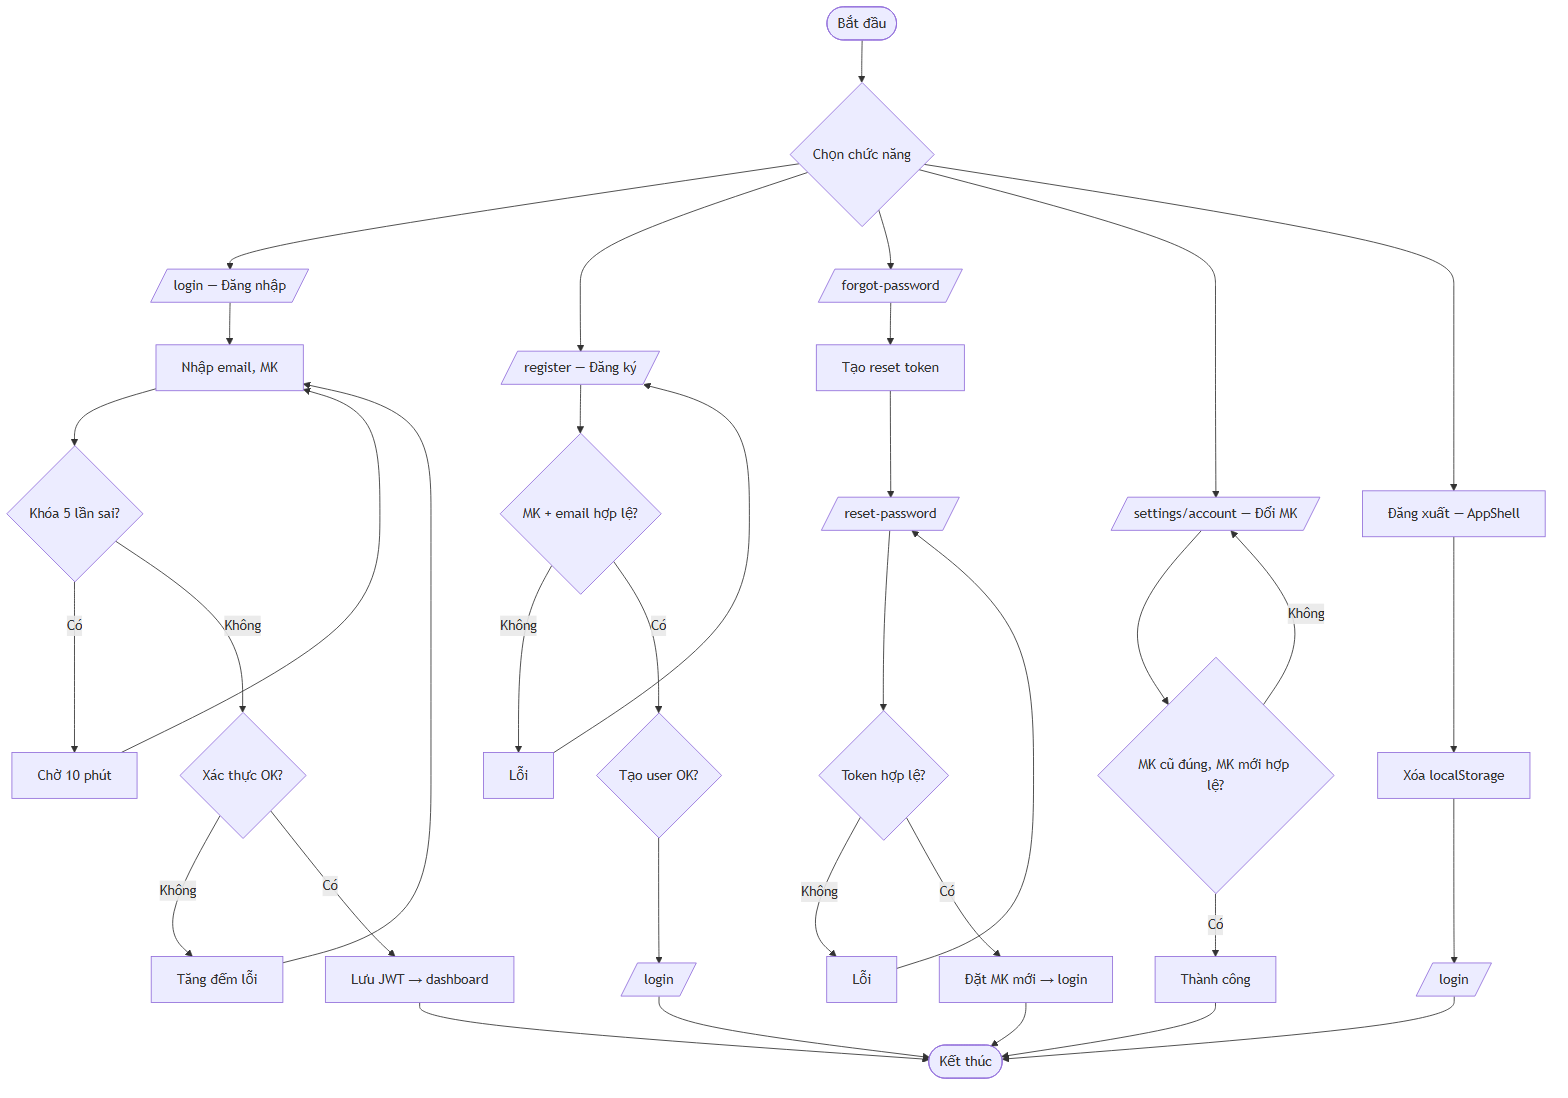 Bắt đầu
Chọn chức năng
login — Đăng nhập
forgot-password
Nhập email, MK
register — Đăng ký
Tạo reset token
Khóa 5 lần sai?
MK + email hợp lệ?
reset-password
settings/account — Đổi MK
Đăng xuất — AppShell
Có
Không
Không
Có
Không
Chờ 10 phút
Xác thực OK?
Lỗi
Tạo user OK?
Token hợp lệ?
MK cũ đúng, MK mới hợp
lệ?
Xóa localStorage
Không
Có
Không
Có
Có
Tăng đếm lỗi
Lưu JWT → dashboard
login
Lỗi
Đặt MK mới → login
Thành công
login
Kết thúc